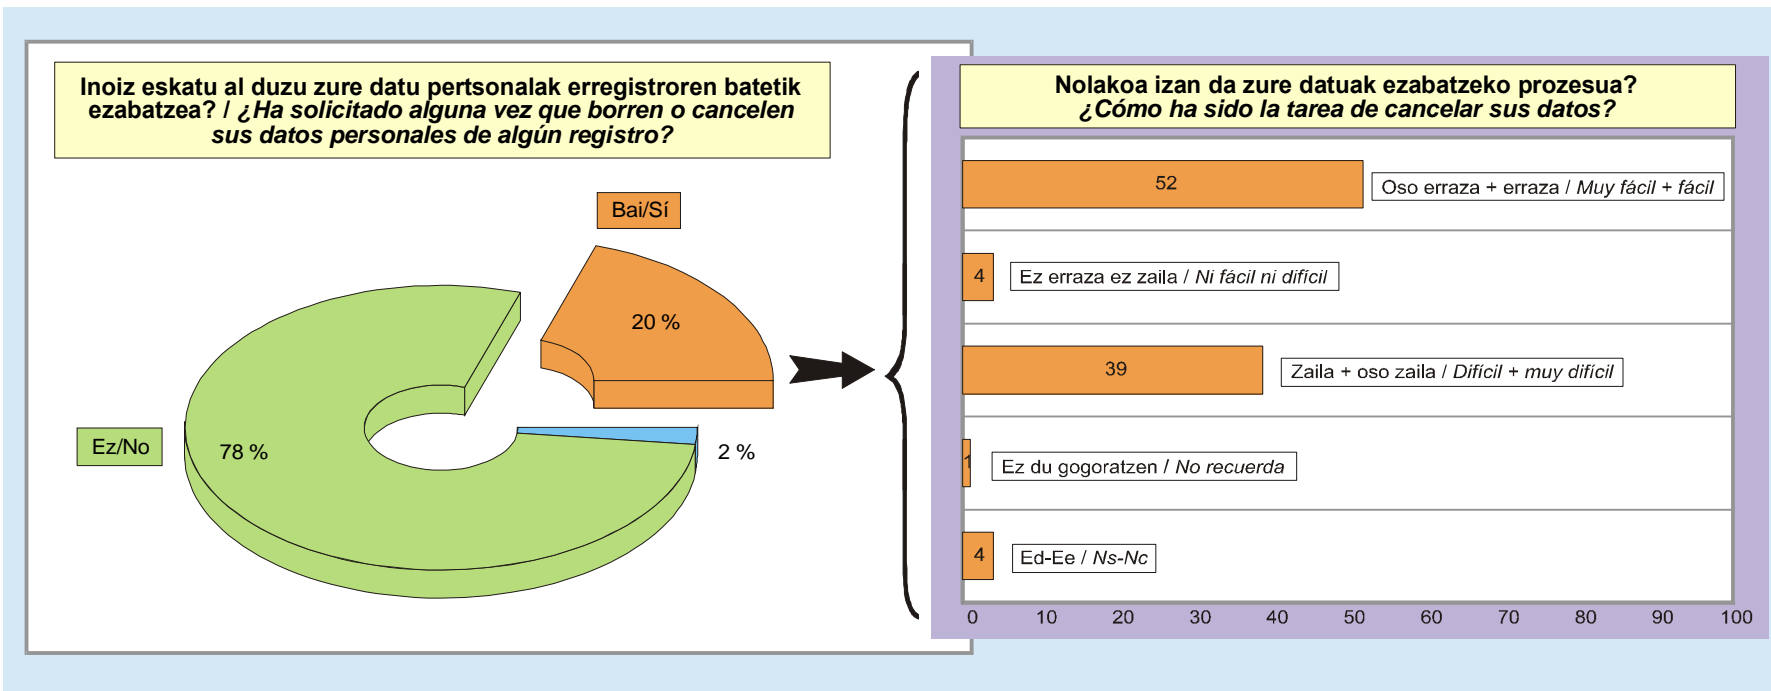 Inoiz eskatu al duzu zure datu pertsonalak erregistroren batetik
ezabatzea? / ¿Ha solicitado alguna vez que borren o cancelen
sus datos personales de algún registro?
Bai/Sí
20 %
Ez/No
78 %
2 %
Nolakoa izan da zure datuak ezabatzeko prozesua?
¿Cómo ha sido la tarea de cancelar sus datos?
52
Oso erraza + erraza / Muy fácil + fácil
4
Ez erraza ez zaila / Ni fácil ni difícil
39
Zaila + oso zaila / Difícil + muy difícil
1
Ez du gogoratzen / No recuerda
4
Ed-Ee / Ns-Nc
0 10 20 30 40 50 60 70 80 90 100